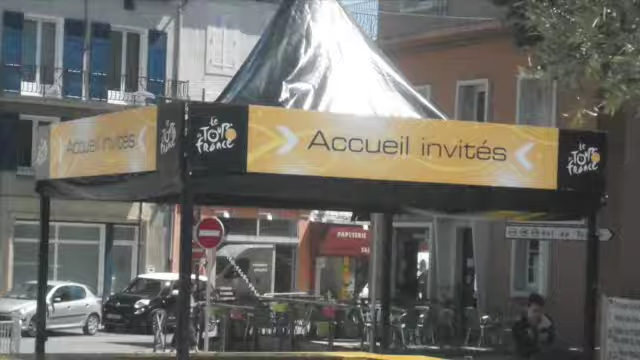 Accueil invités
le
TOUR
DE
FRANCE
le
TOUR
DE
FRANCE
Accueil invités
le
TOUR
DE
FRANCE
PAPETERIE